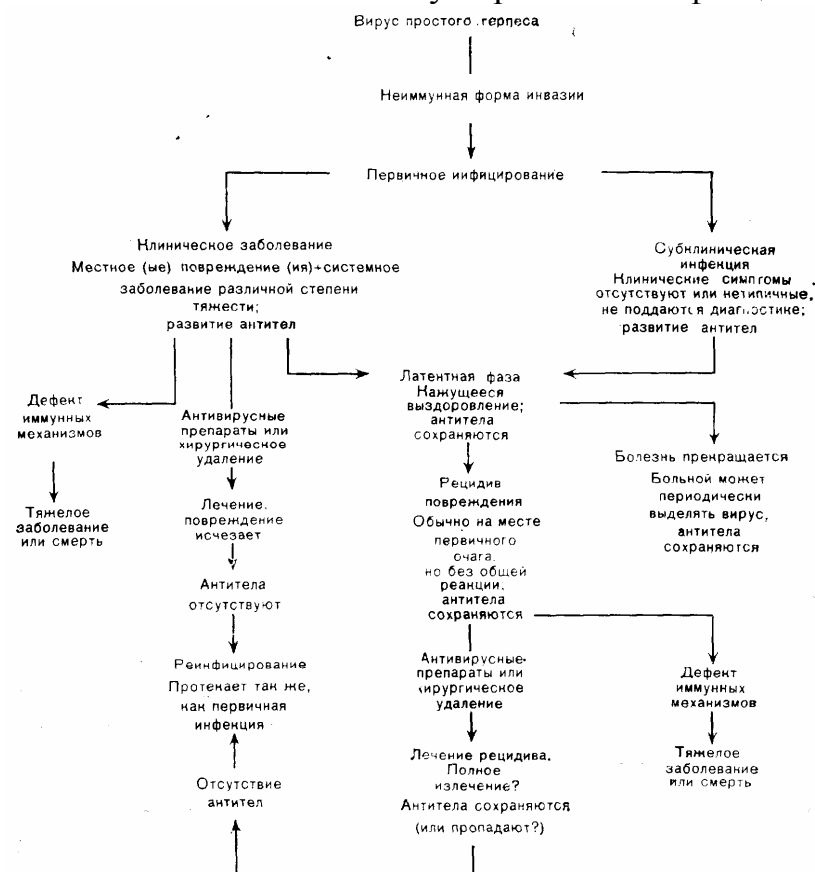 Вирус простого герпеса
Неиммунная форма инвазии
Первичное инфицирование
Клиническое заболевание
Местное (ые) повреждение (ия)+системное
заболевание различной степени
тяжести;
развитие антител
Субклиническая
инфекция
Клинические симптомы
отсутствуют или нетипичные,
не поддаются диагностике;
развитие антител
Дефект
иммунных
механизмов
Тяжелое
заболевание
или смерть
Антивирусные
препараты или
хирургическое
удаление
Лечение,
повреждение
исчезает
Антитела
отсутствуют
Реинфицирование
Протекает так же,
как первичная
инфекция
Отсутствие
антител
Латентная фаза
Кажущееся
выздоровление;
антитела
сохраняются
Рецидив
повреждения
Обычно на месте
первичного
очага,
но без общей
реакции,
антитела
сохраняются
Антивирусные
препараты или
хирургическое
удаление
Лечение рецидива.
Полное
излечение?
Антитела сохраняются
(или пропадают?)
Болезнь прекращается
Больной может
периодически
выделять вирус,
антитела
сохраняются
Дефект
иммунных
механизмов
Тяжелое
заболевание
или смерть